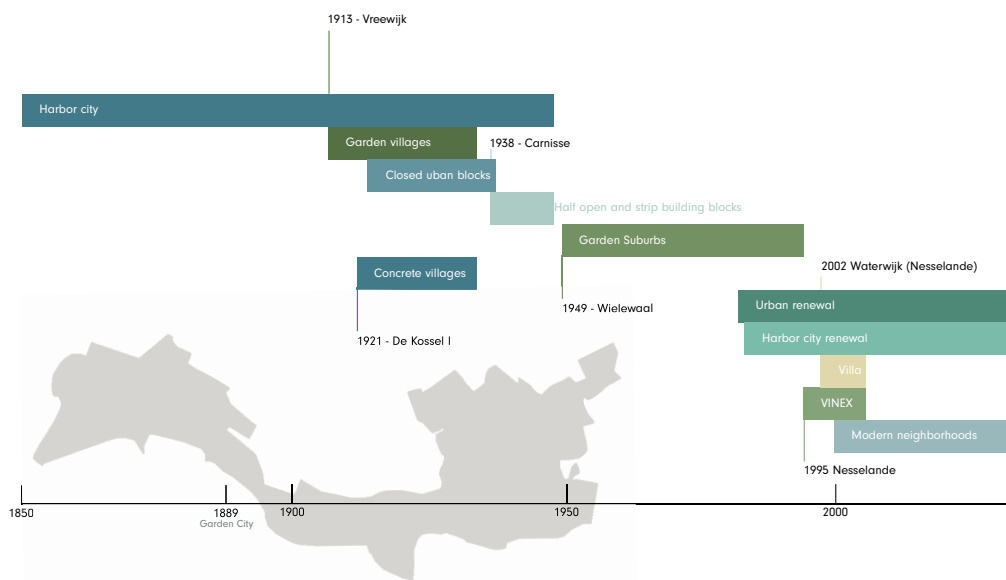 1913 - Vreewijk
Harbor city
Garden villages
1938 - Carnisse
Closed uban blocks
Half open and strip building blocks
Garden Suburbs
Concrete villages
2002 Waterwijk (Nesselande)
Urban renewal
1949 - Wielewaal
Harbor city renewal
1921 - De Kossel I
Villa
VINEX
Modern neighborhoods
1995 Nesselande
1850
1889
1900
1950
2000
Garden City